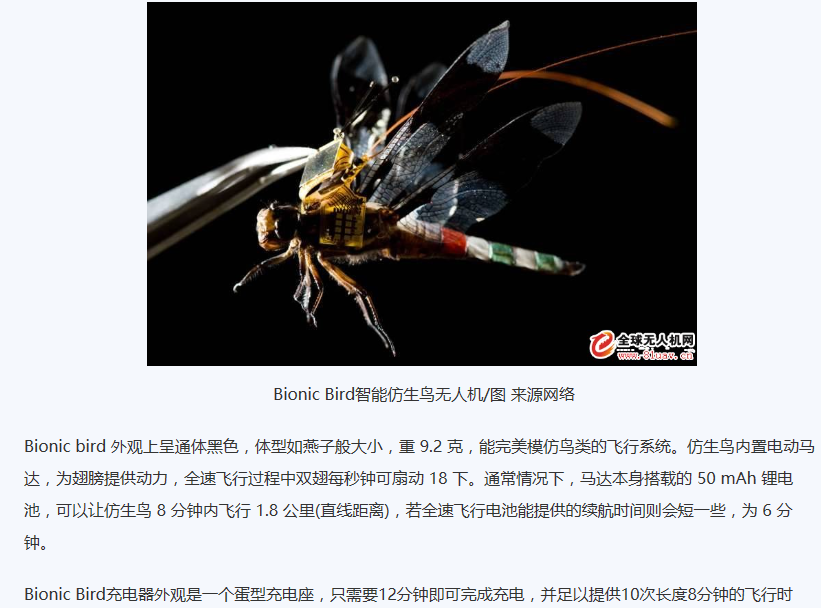 全球无人机网
www.81uav.cn
Bionic Bird智能仿生鸟无人机/图 来源网络
Bionic bird 外观上呈通体黑色，体型如燕子般大小，重 9.2 克，能完美模仿鸟类的飞行系统。仿生鸟内置电动马
达，为翅膀提供动力，全速飞行过程中双翅每秒钟可扇动 18 下。通常情况下，马达本身搭载的 50 mAh 锂电
池，可以让仿生鸟 8 分钟内飞行 1.8 公里(直线距离)，若全速飞行电池能提供的续航时间则会短一些，为 6 分
钟。
Bionic Bird充电器外观是一个蛋型充电座，只需要12分钟即可完成充电，并足以提供10次长度8分钟的飞行时